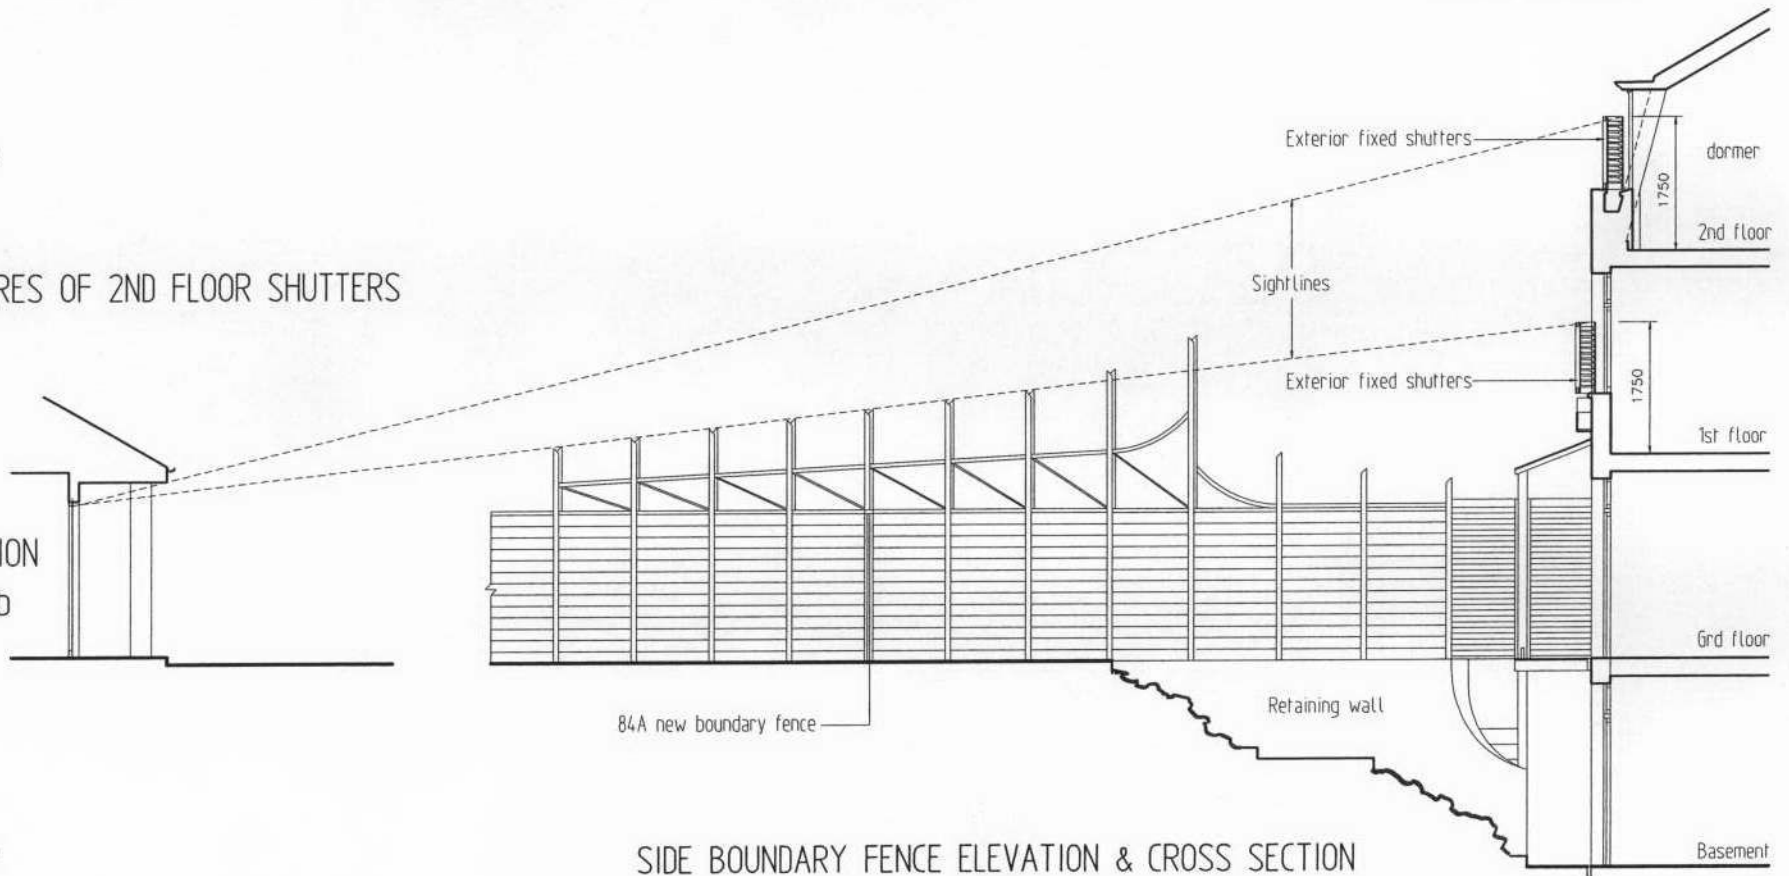 Exterior fixed shutters
dormer
1750
2nd floor
Sightlines
RES OF 2ND FLOOR SHUTTERS
Exterior fixed shutters
1750
1st floor
ION
Grd floor
Retaining wall
84A new boundary fence
Basement
SIDE BOUNDARY FENCE ELEVATION & CROSS SECTION